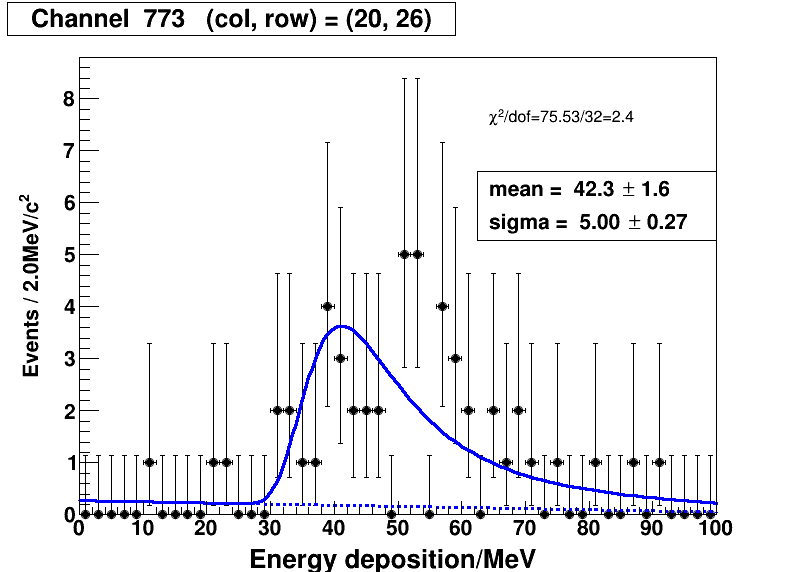 Channel 773 (col, row) = (20, 26)
χ²/dof=75.53/32=2.4
mean = 42.3 ± 1.6
sigma = 5.00 ± 0.27
Events / 2.0MeV/c²
8
7
6
5
4
3
2
1
0
0 10 20 30 40 50 60 70 80 90 100
Energy deposition/MeV